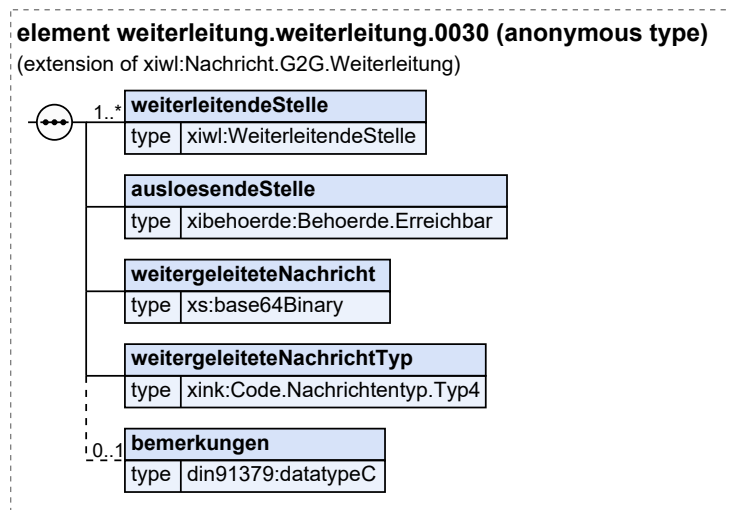 element weiterleitung.weiterleitung.0030 (anonymous type)
(extension of xiwl:Nachricht.G2G.Weiterleitung)
1..* weiterleitendeStelle
type xiwl:WeiterleitendeStelle
ausloesendeStelle
type xibehoerde:Behoerde.Erreichbar
weitergeleiteteNachricht
type xs:base64Binary
weitergeleiteteNachrichtTyp
type xink:Code.Nachrichtentyp.Typ4
0..1 bemerkungen
type din91379:datatypeC